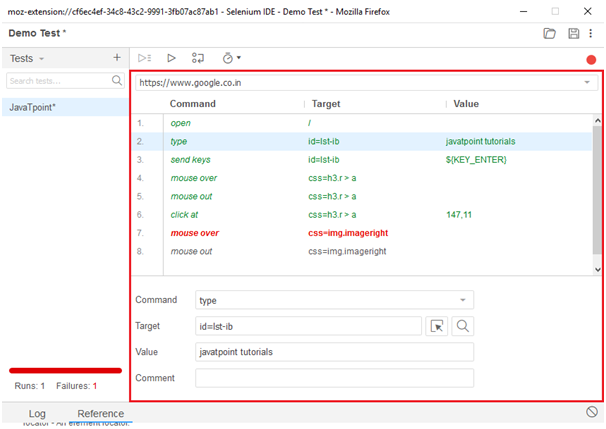 moz-extension://cf6ec4ef-34c8-43c2-9991-3fb07ac87ab1 - Selenium IDE - Demo Test * - Mozilla Firefox
Demo Test *
Tests
Search tests...
JavaTpoint*
https://www.google.co.in
Command Target Value
1. open /
2. type id=lst-ib javatpoint tutorials
3. send keys id=lst-ib ${KEY_ENTER}
4. mouse over css=h3.r > a
5. mouse out css=h3.r > a
6. click at css=h3.r > a 147,11
7. mouse over css=img.imageright
8. mouse out css=img.imageright
Command type
Target id=lst-ib
Value javatpoint tutorials
Comment
Runs: 1 Failures: 1
Log Reference
locator - An element locator.